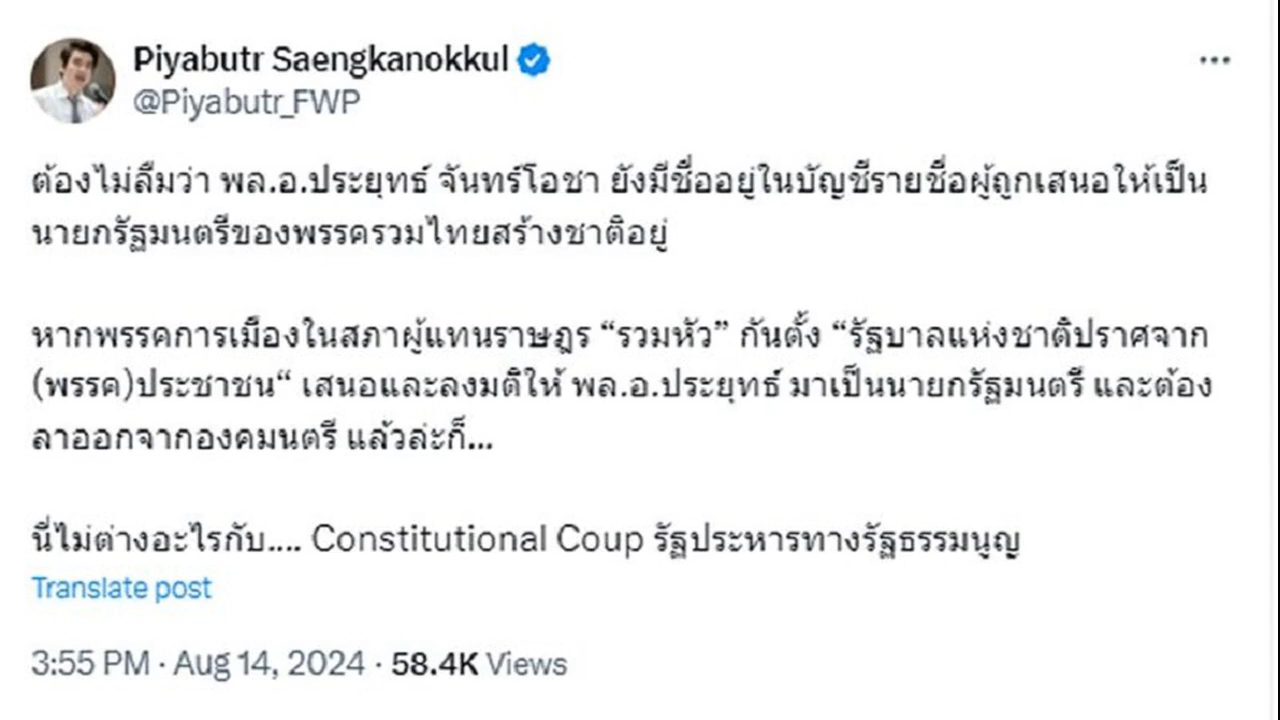 Piyabutr Saengkanokkul
@Piyabutr_FWP
ต้องไม่ลืมว่า พล.อ.ประยุทธ์ จันทร์โอชา ยังมีชื่ออยู่ในบัญชีรายชื่อผู้ถูกเสนอให้เป็น
นายกรัฐมนตรีของพรรครวมไทยสร้างชาติอยู่
หากพรรคการเมืองในสภาผู้แทนราษฎร “รวมหัว” กันตั้ง “รัฐบาลแห่งชาติปราศจาก
(พรรค)ประชาชน“ เสนอและลงมติให้ พล.อ.ประยุทธ์ มาเป็นนายกรัฐมนตรี และต้อง
ลาออกจากองคมนตรี แล้วล่ะก็...
นี่ไม่ต่างอะไรกับ.... Constitutional Coup รัฐประหารทางรัฐธรรมนูญ
Translate post
3:55 PM · Aug 14, 2024 · 58.4K Views